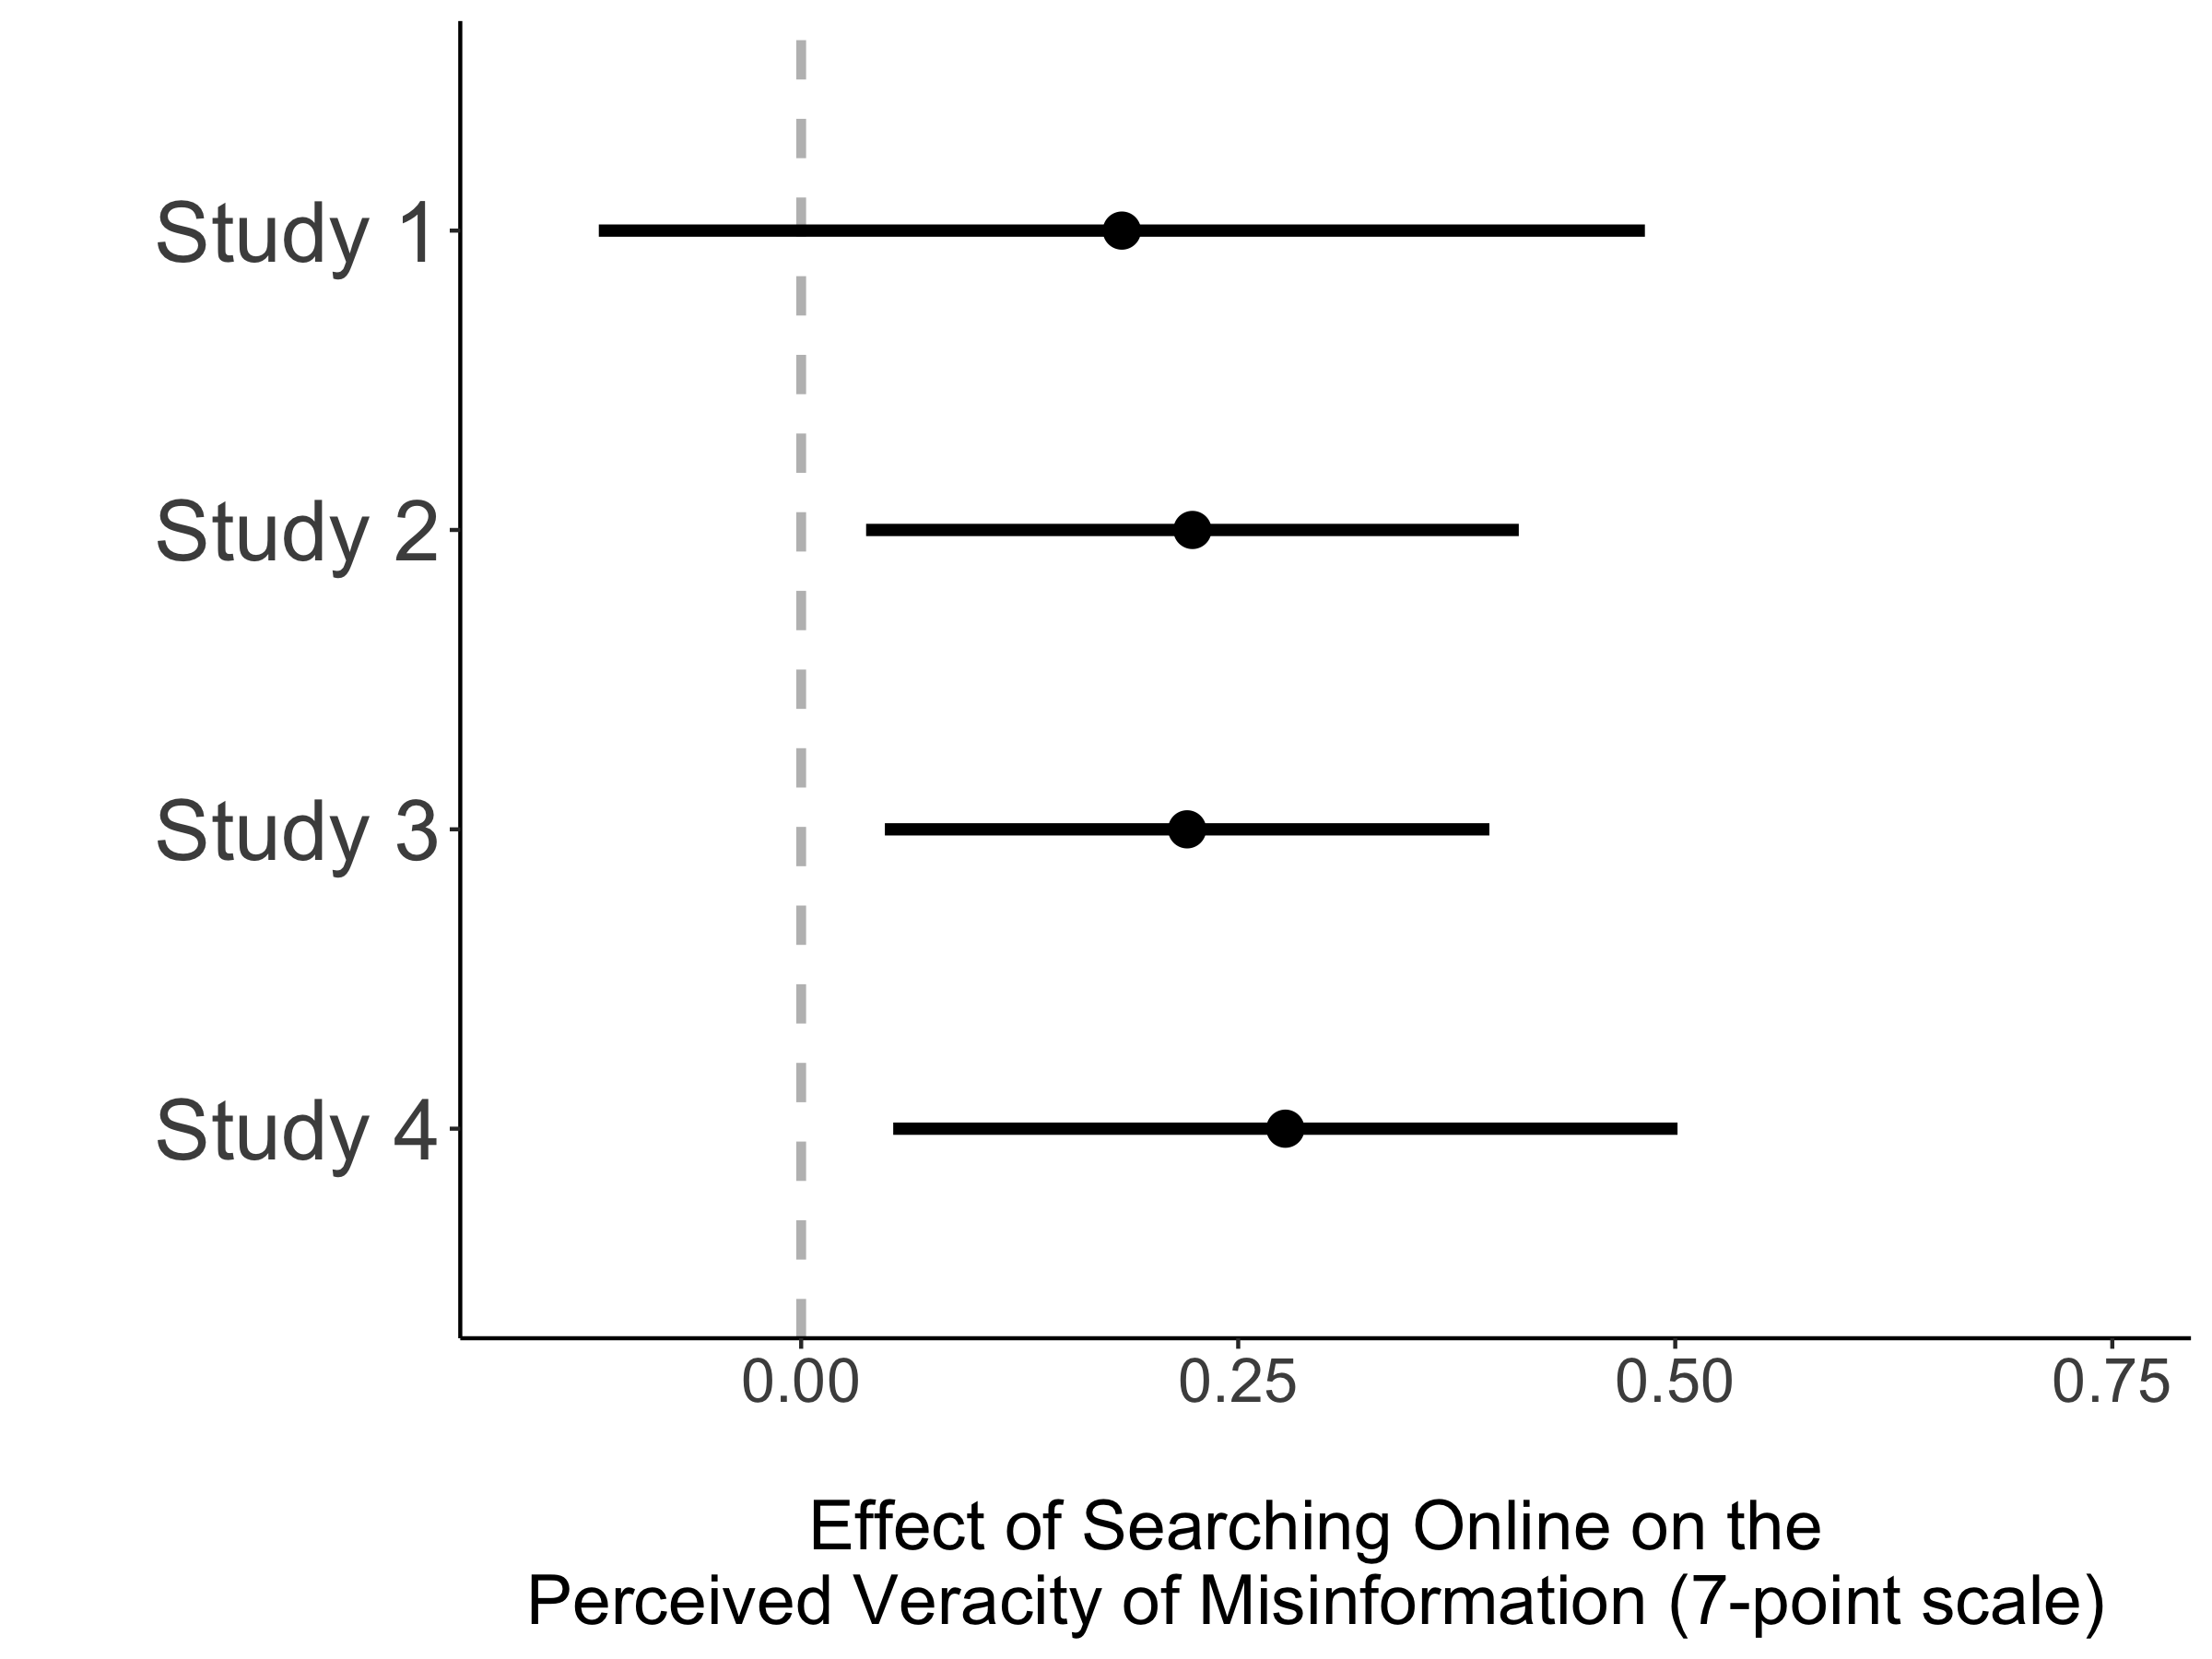 Study 1
Study 2
Study 3
Study 4
0.00 0.25 0.50 0.75
Effect of Searching Online on the
Perceived Veracity of Misinformation (7-point scale)